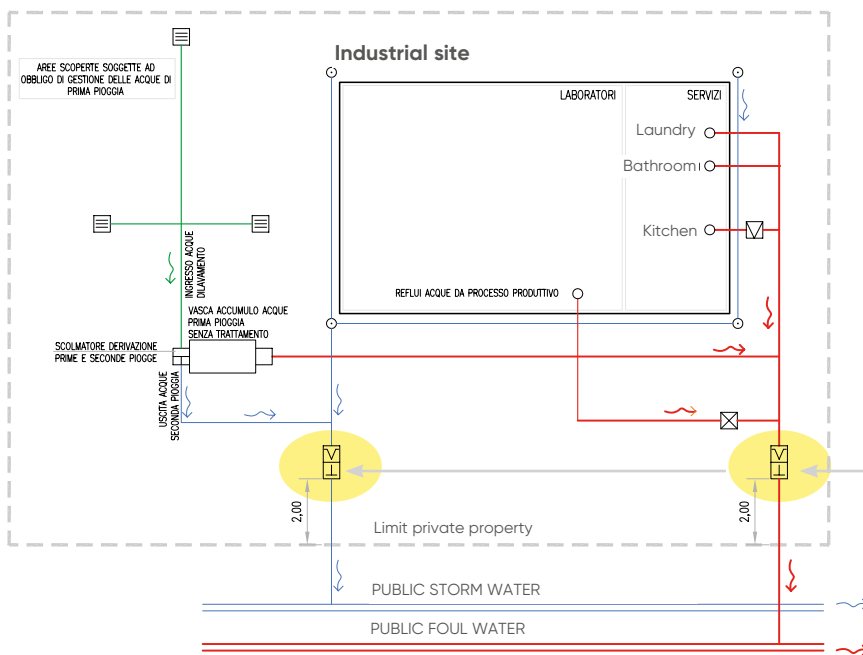 Industrial site
AREE SCOPERTE SOGGETTE AD
OBBLIGO DI GESTIONE DELLE ACQUE DI
PRIMA PIOGGIA
LABORATORI
SERVIZI
Laundry
Bathroom
Kitchen
INGRESSO ACQUE
DILAVAMENTO
REFLUI ACQUE DA PROCESSO PRODUTTIVO
VASCA ACCUMULO ACQUE
PRIMA PIOGGIA
SENZA TRATTAMENTO
SCOLMATORE DERIVAZIONE
PRIME E SECONDE PIOGGE
USCITA ACQUE
SECONDA PIOGGIA
2,00
2,00
Limit private property
PUBLIC STORM WATER
PUBLIC FOUL WATER